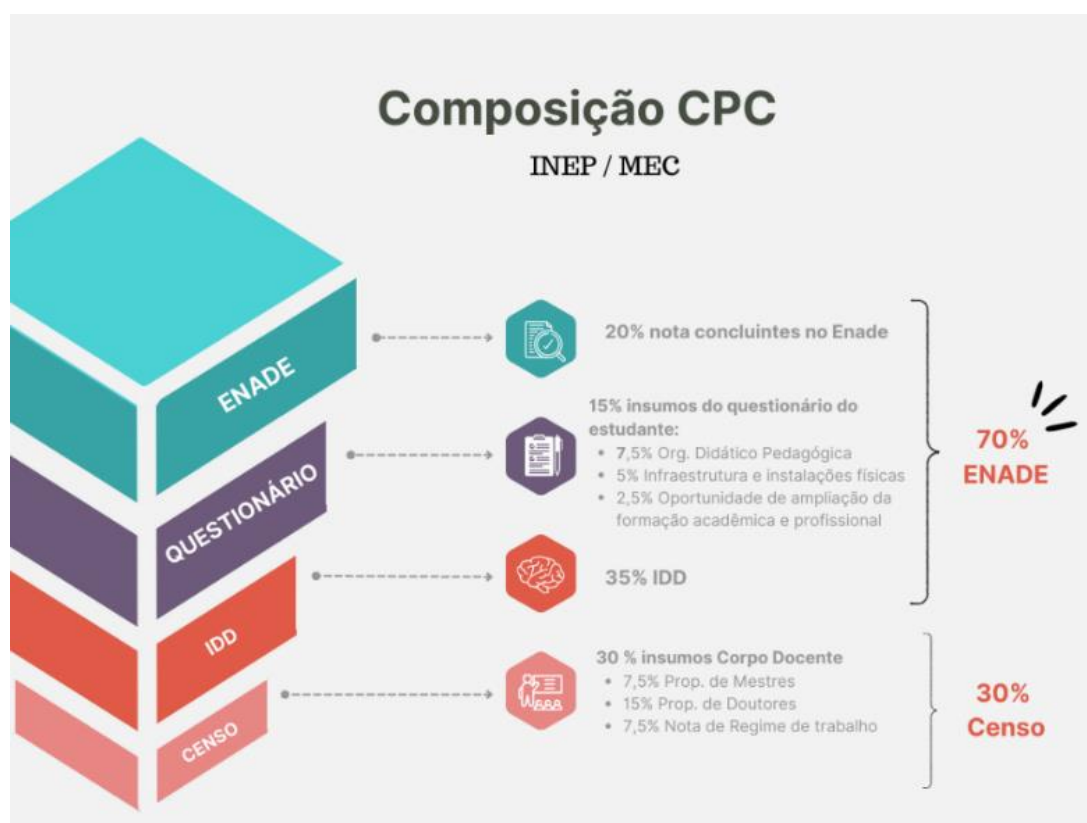 Composição CPC
INEP / MEC
ENADE
20% nota concluintes no Enade
QUESTIONÁRIO
15% insumos do questionário do
estudante:
• 7,5% Org. Didático Pedagógica
• 5% Infraestrutura e instalações físicas
• 2,5% Oportunidade de ampliação da
formação acadêmica e profissional
70%
ENADE
IDD
35% IDD
CENSO
30 % insumos Corpo Docente
• 7,5% Prop. de Mestres
• 15% Prop. de Doutores
• 7,5% Nota de Regime de trabalho
30%
Censo